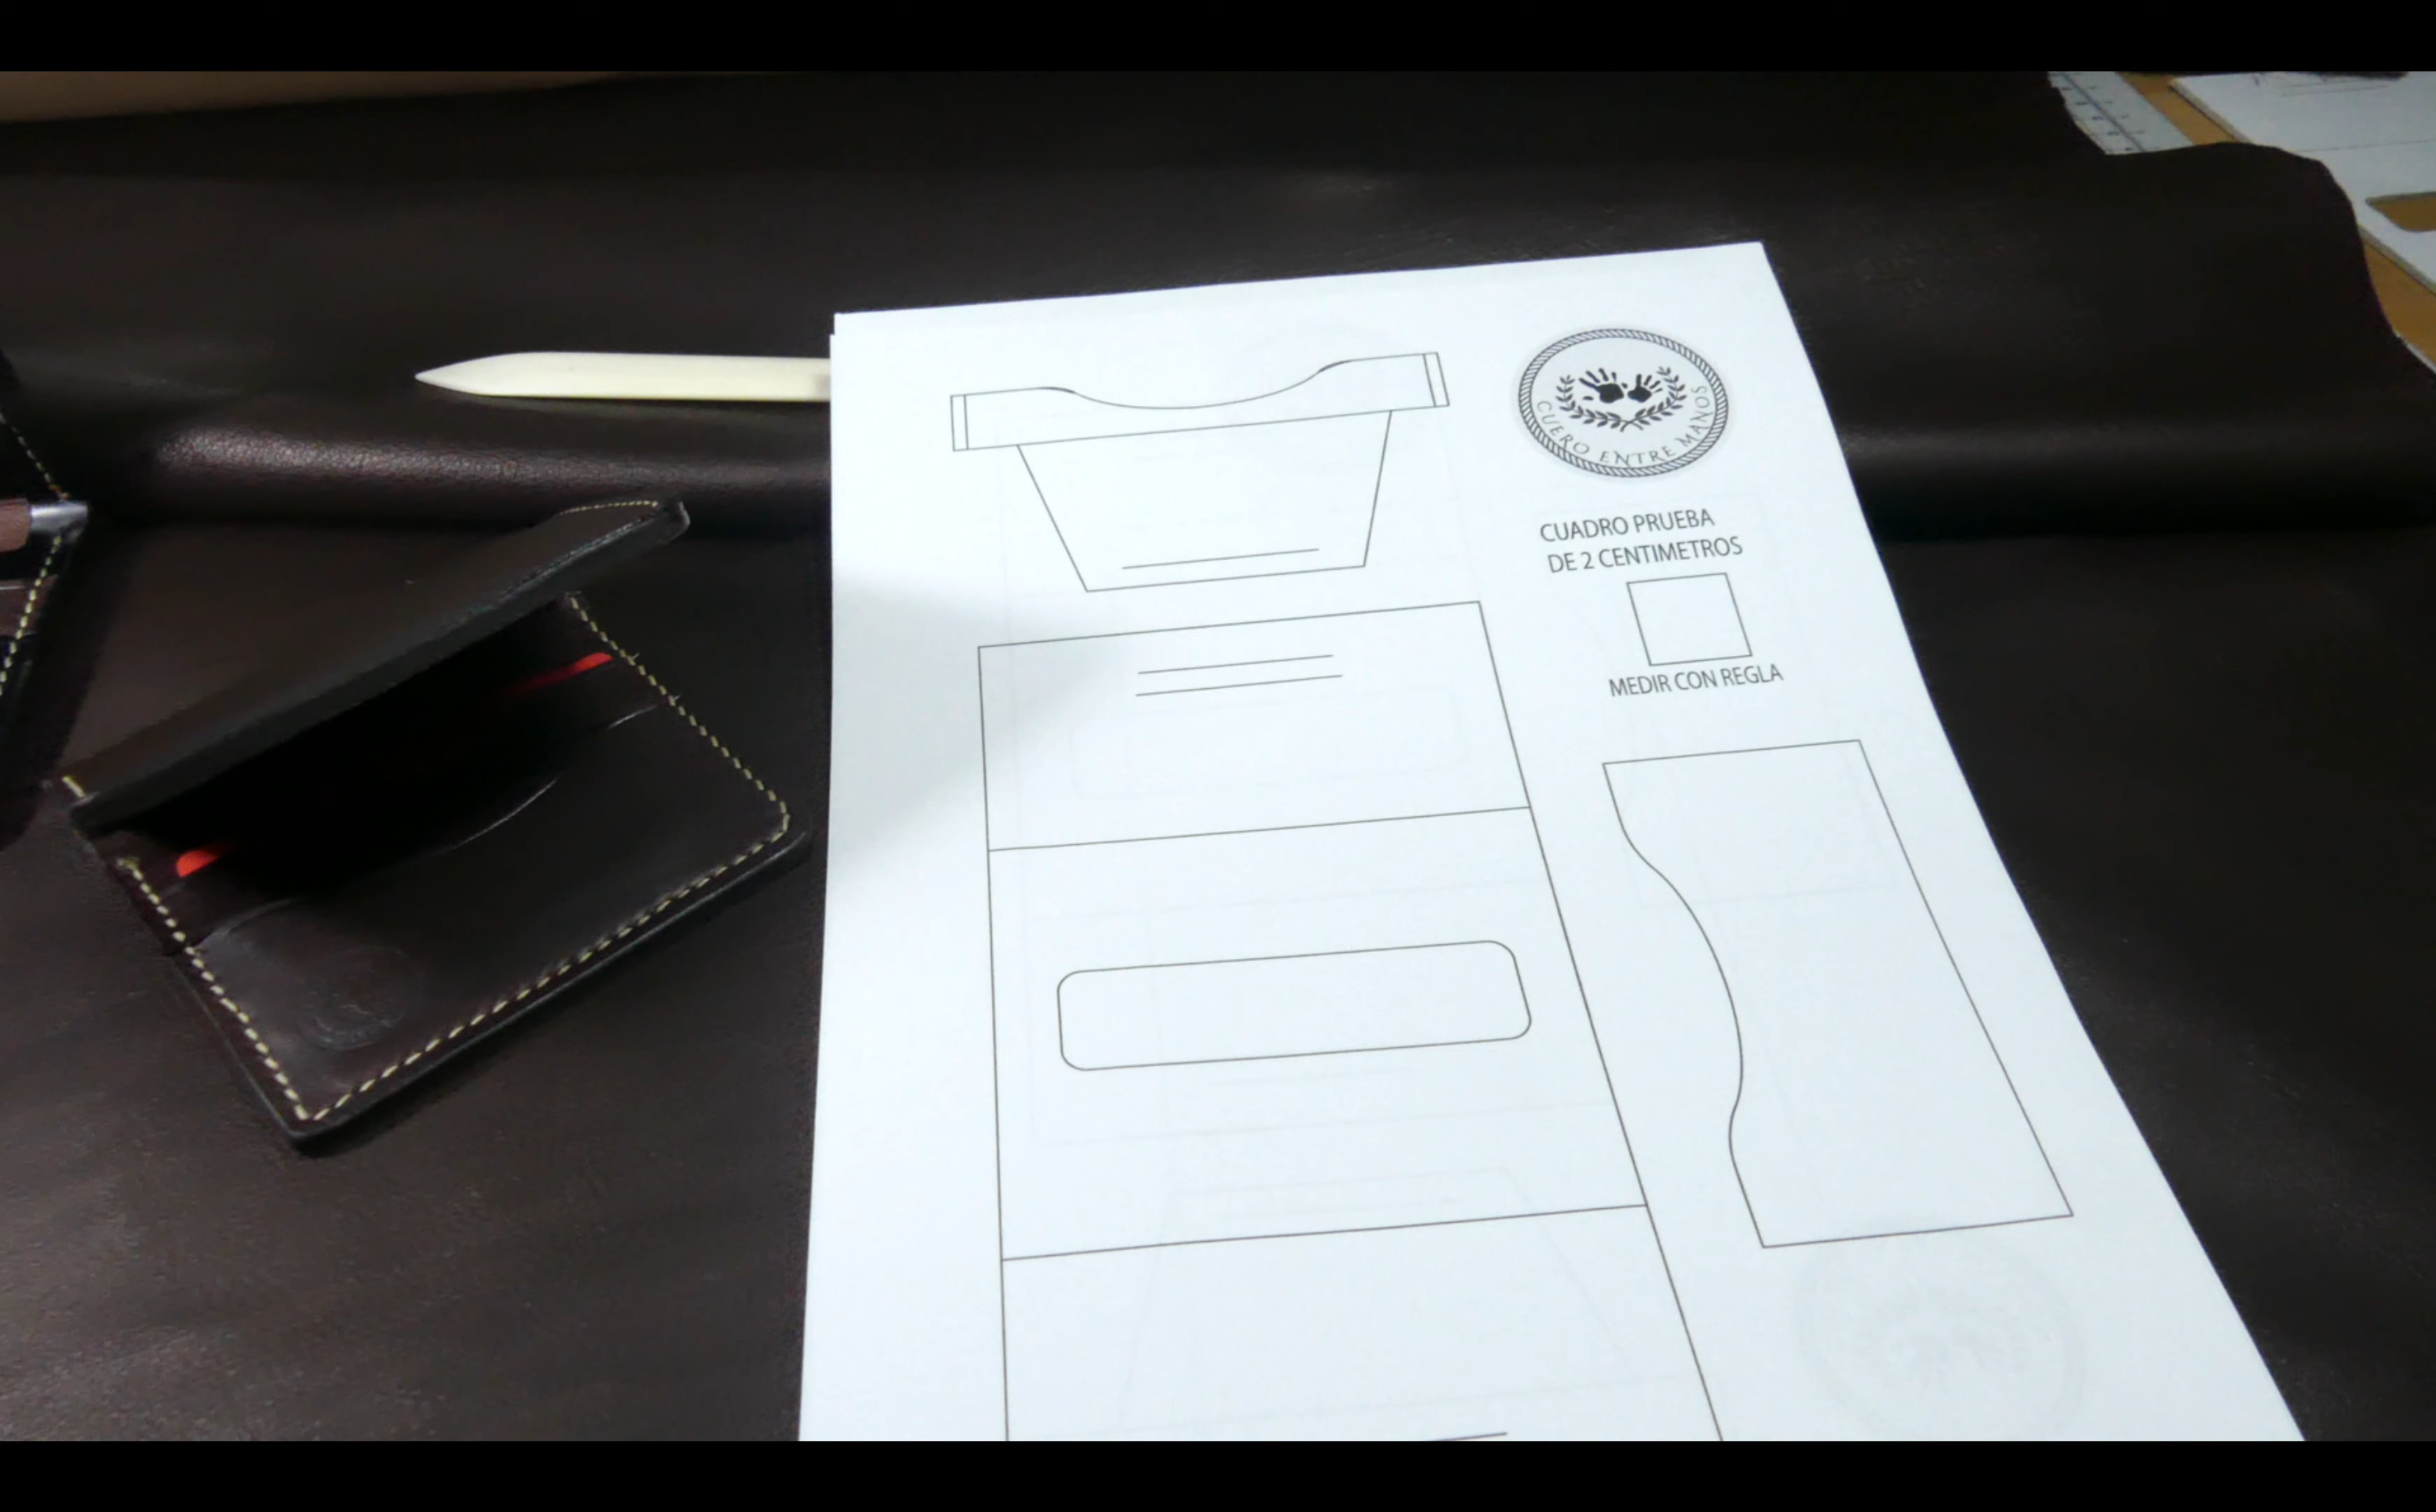 CUERO ENTRE MANOS
CUADRO PRUEBA
DE 2 CENTIMETROS
MEDIR CON REGLA